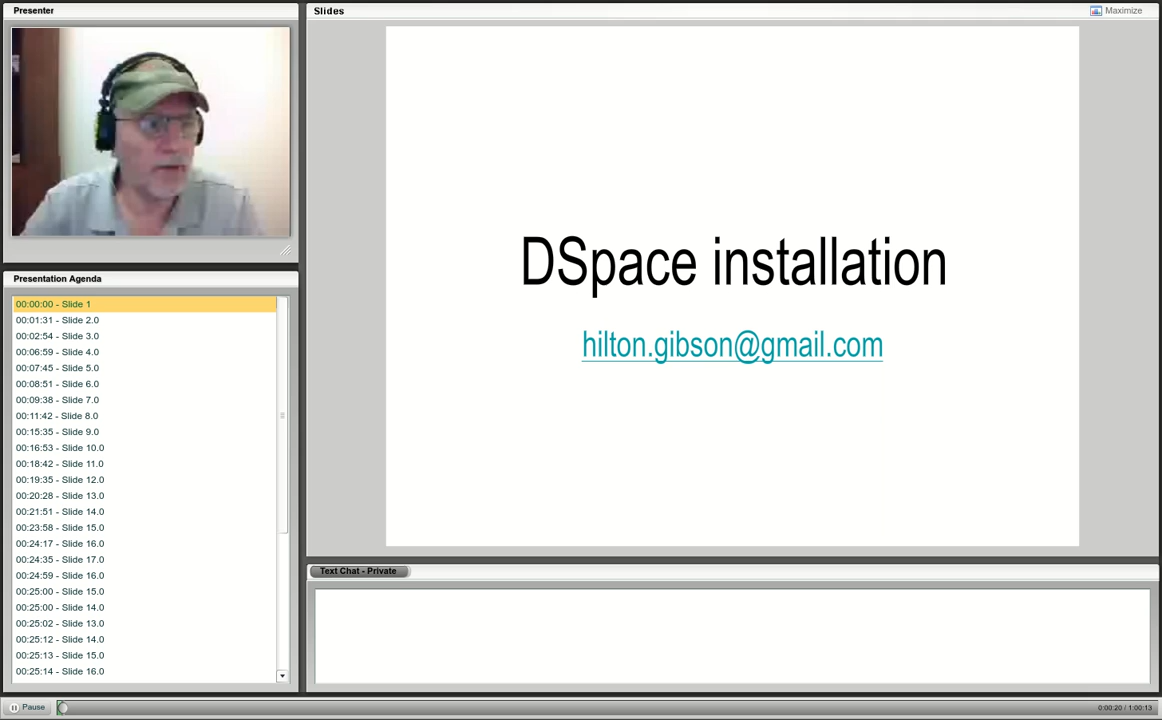 Presenter
Slides
Maximize
DSpace installation
hilton.gibson@gmail.com
Presentation Agenda
00:00:00 - Slide 1
00:01:31 - Slide 2.0
00:02:54 - Slide 3.0
00:06:59 - Slide 4.0
00:07:45 - Slide 5.0
00:08:51 - Slide 6.0
00:09:38 - Slide 7.0
00:11:42 - Slide 8.0
00:15:35 - Slide 9.0
00:16:53 - Slide 10.0
00:18:42 - Slide 11.0
00:19:35 - Slide 12.0
00:20:28 - Slide 13.0
00:21:51 - Slide 14.0
00:23:58 - Slide 15.0
00:24:17 - Slide 16.0
00:24:35 - Slide 17.0
00:24:59 - Slide 16.0
00:25:00 - Slide 15.0
00:25:00 - Slide 14.0
00:25:02 - Slide 13.0
00:25:12 - Slide 14.0
00:25:13 - Slide 15.0
00:25:14 - Slide 16.0
Text Chat - Private
Pause
0:00:20 / 1:00:13